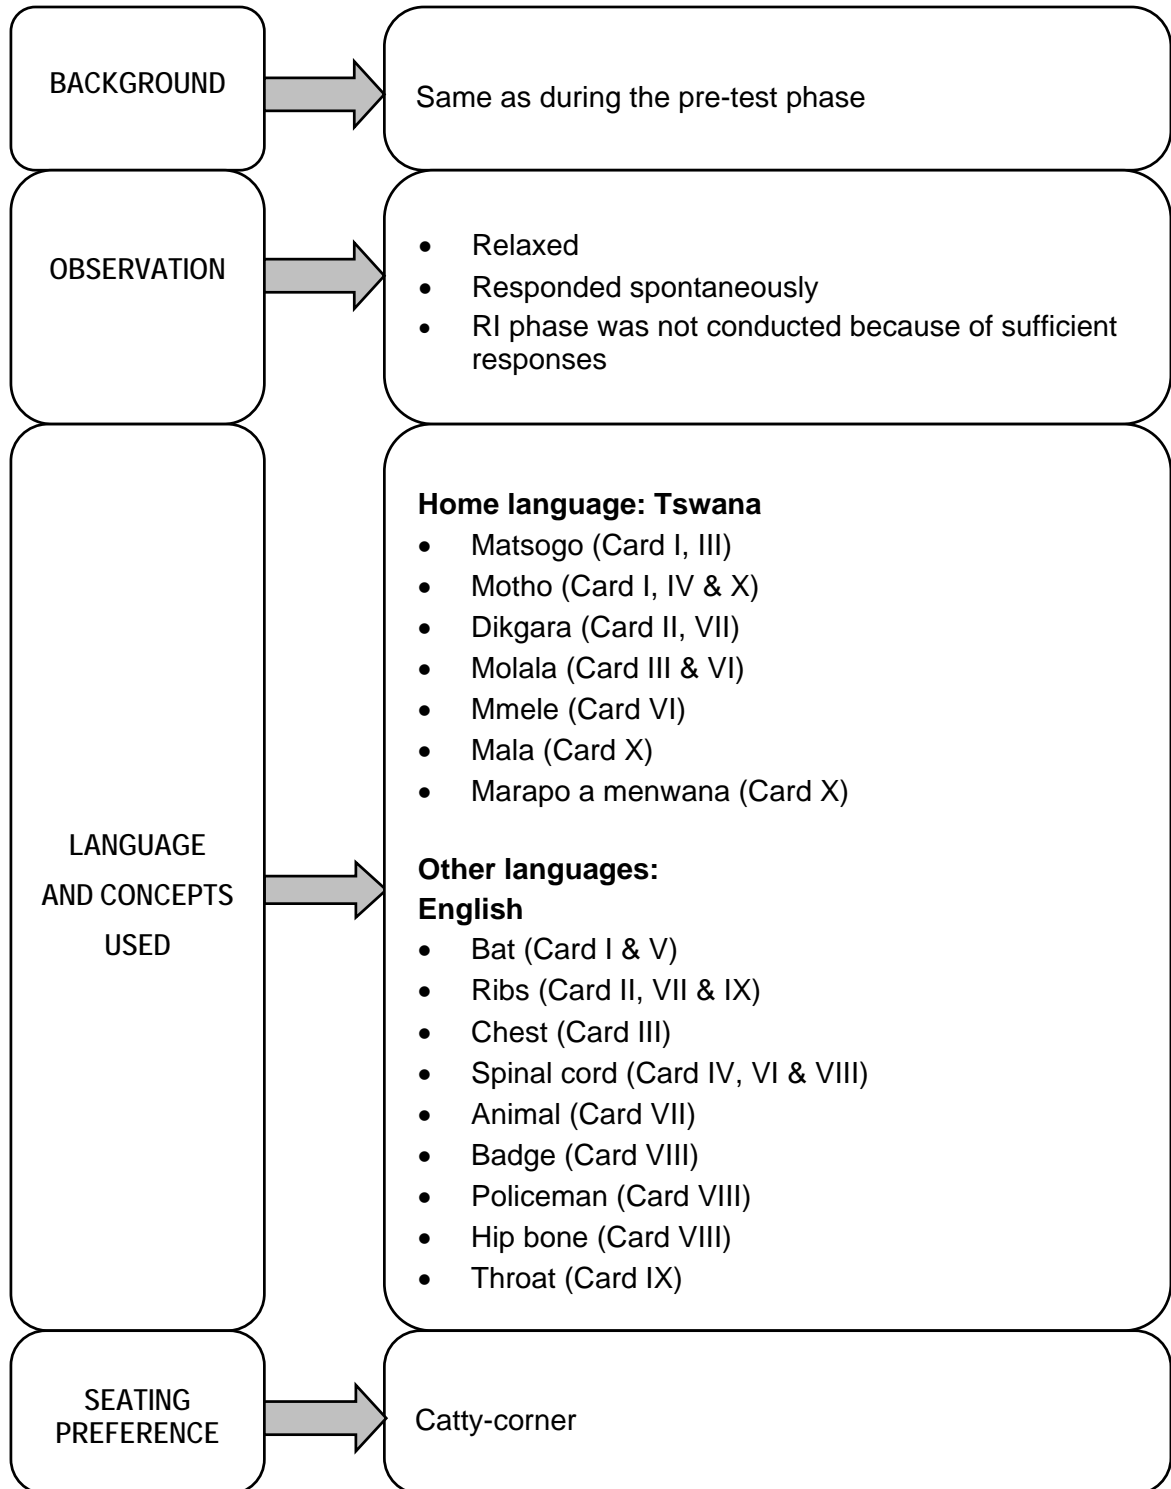 BACKGROUND
Same as during the pre-test phase
OBSERVATION
• Relaxed
• Responded spontaneously
• RI phase was not conducted because of sufficient
responses
LANGUAGE
AND CONCEPTS
USED
Home language: Tswana
• Matsogo (Card I, III)
• Motho (Card I, IV & X)
• Dikgara (Card II, VII)
• Molala (Card III & VI)
• Mmele (Card VI)
• Mala (Card X)
• Marapo a menwana (Card X)
Other languages:
English
• Bat (Card I & V)
• Ribs (Card II, VII & IX)
• Chest (Card III)
• Spinal cord (Card IV, VI & VIII)
• Animal (Card VII)
• Badge (Card VIII)
• Policeman (Card VIII)
• Hip bone (Card VIII)
• Throat (Card IX)
SEATING
PREFERENCE
Catty-corner